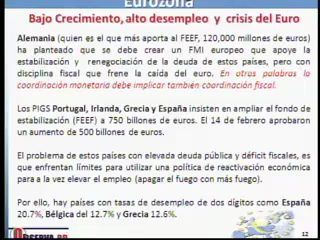 Eurozona
Bajo Crecimiento, alto desempleo y crisis del Euro
Alemania (quien es el que más aporta al FEEF, 120,000 millones de euros)
ha planteado que se debe crear un FMI europeo que apoye la
estabilización y renegociación de la deuda de estos países, pero con
disciplina fiscal que frene la caída del euro. En otras palabras la
coordinación monetaria debe implicar también coordinación fiscal.
Los PIGS Portugal, Irlanda, Grecia y España insisten en ampliar el fondo de
estabilización (FEEF) a 750 billones de euros. El 14 de febrero aprobaron
un aumento de 500 billones de euros.
El problema de estos países con elevada deuda pública y déficit fiscales, es
que enfrentan límites para utilizar una política de reactivación económica
para a la vez elevar el empleo (apagar el fuego con más fuego).
Por ello, hay países con tasas de desempleo de dos dígitos como España
20.7%, Bélgica del 12.7% y Grecia 12.6%.
12